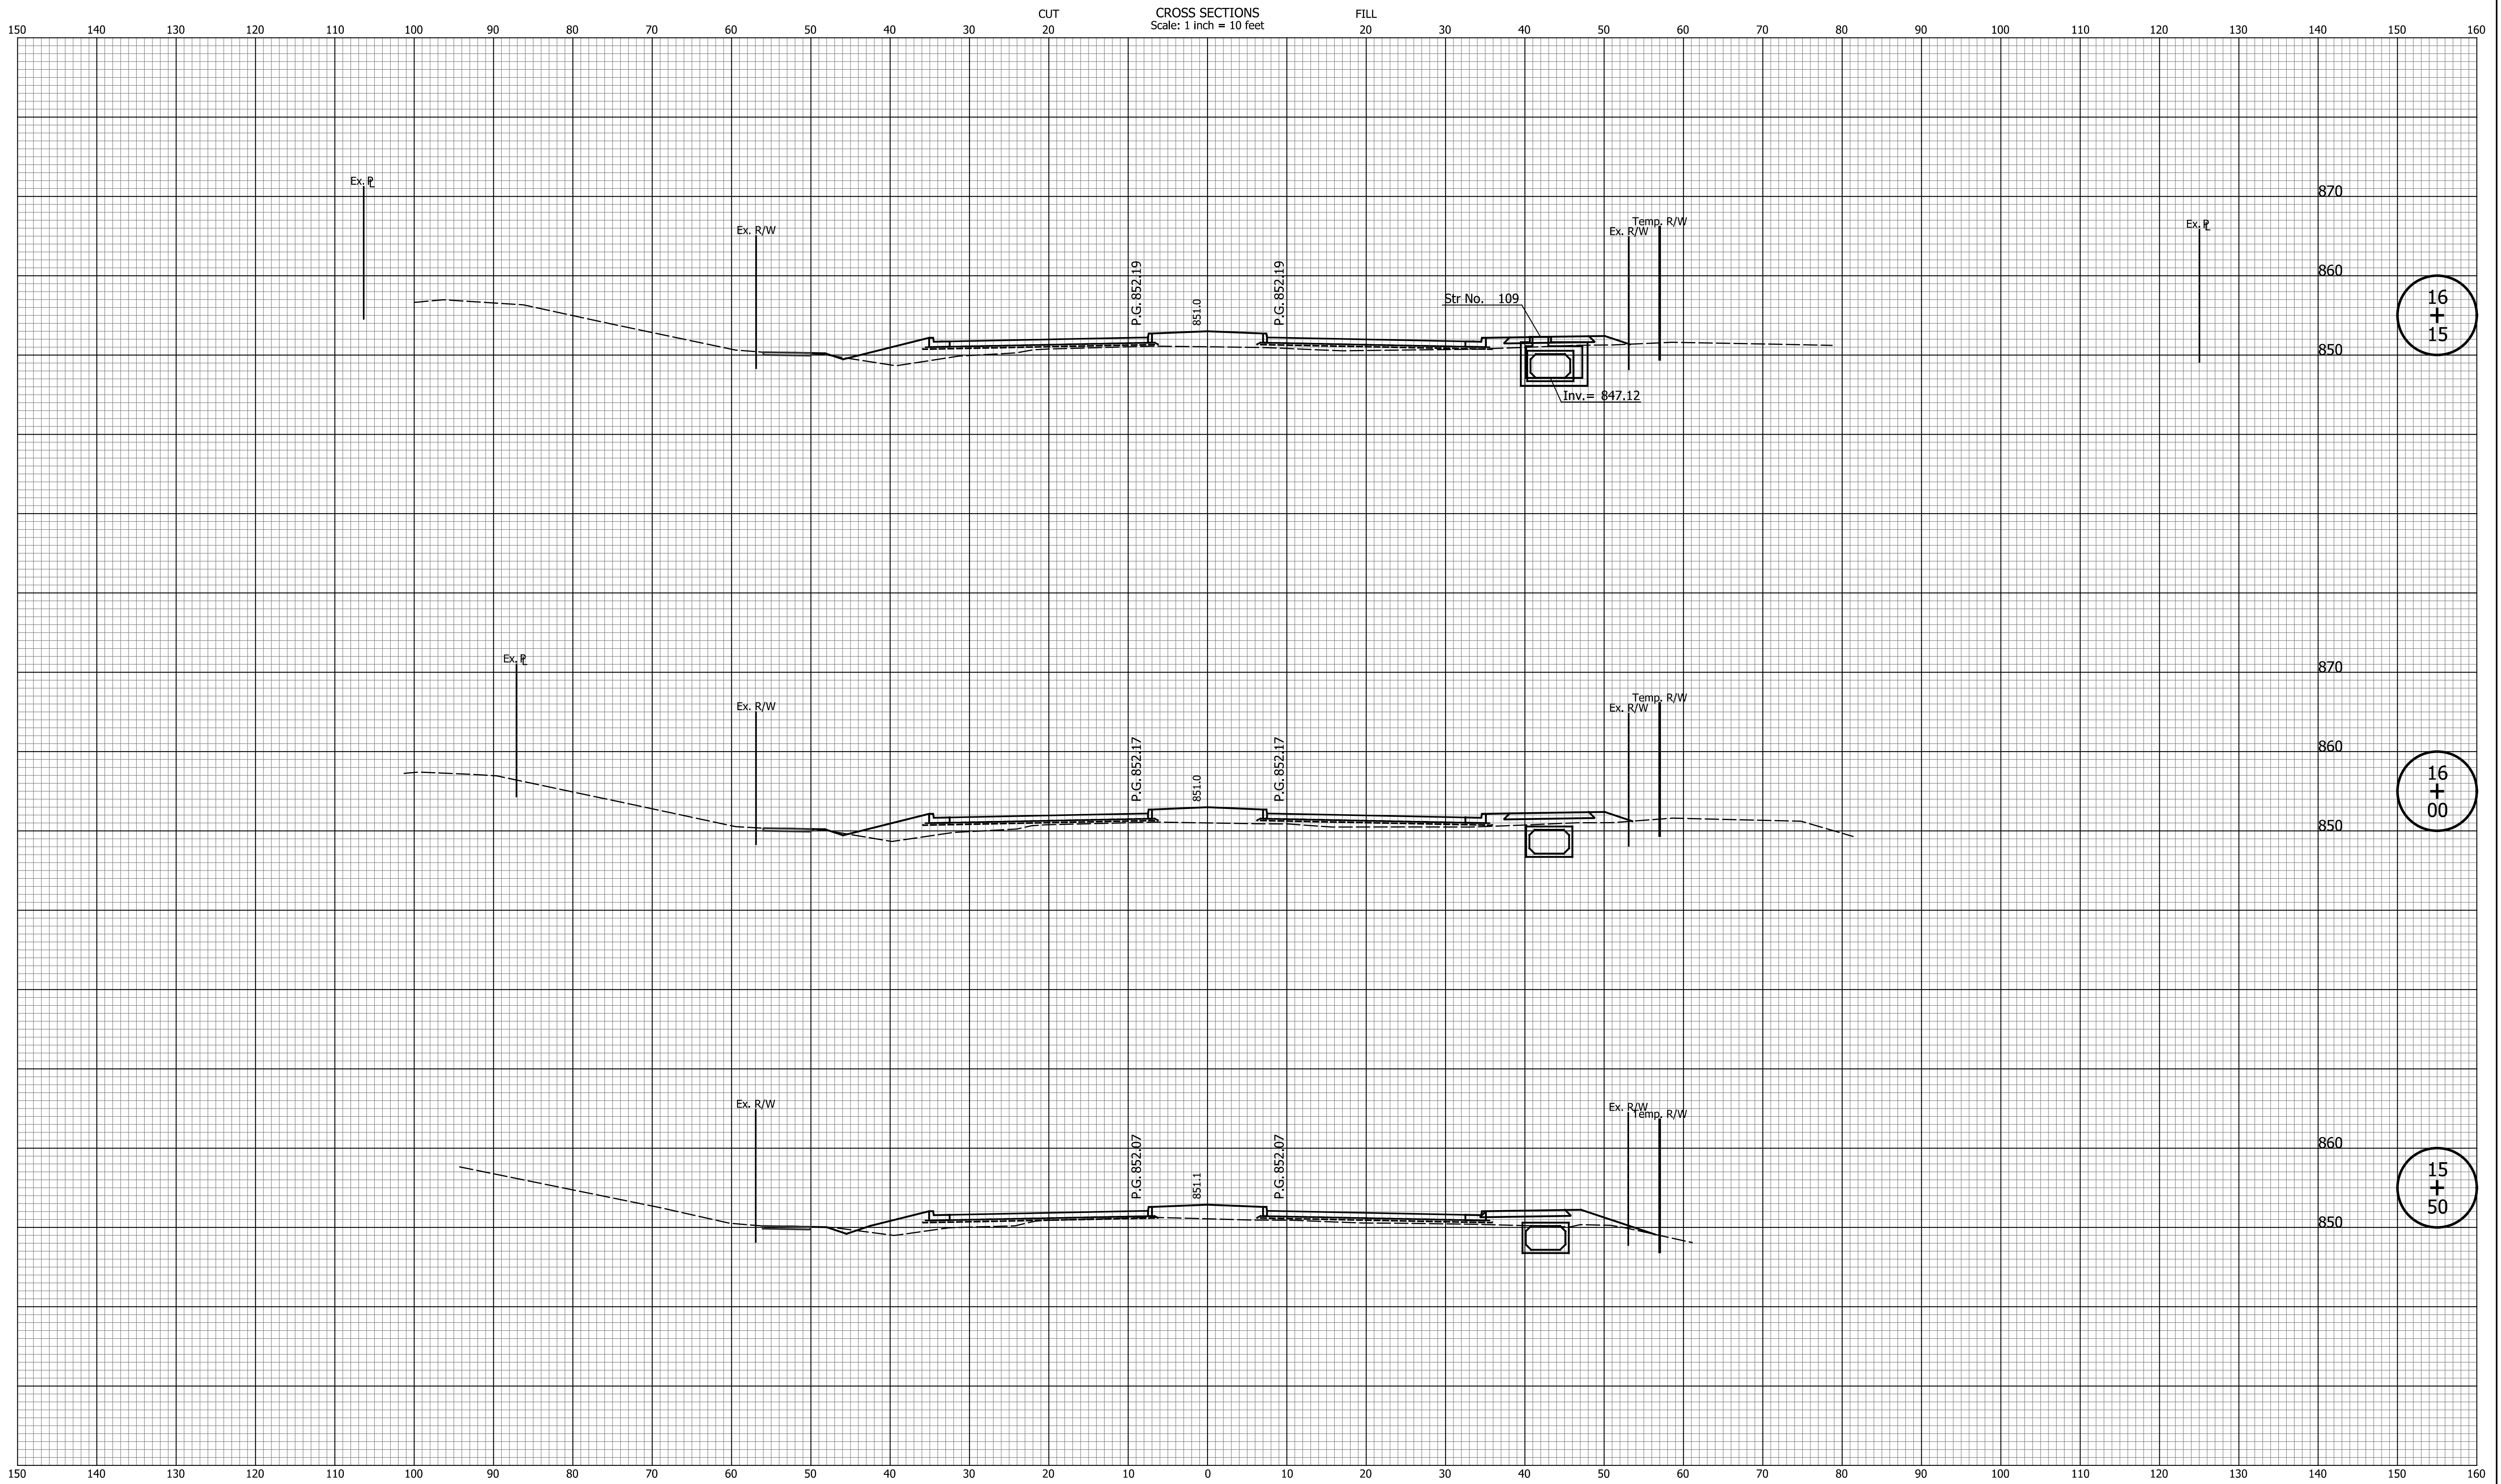 CUT CROSS SECTIONS FILL
Scale: 1 inch = 10 feet
150 140 130 120 110 100 90 80 70 60 50 40 30 20 20 30 40 50 60 70 80 90 100 110 120 130 140 150 160
Ex. PL
870
Ex. R/W
Temp. R/W
Ex. R/W
Ex. PL
P.G. 852.19
851.0
P.G. 852.19
860
Str No. 109
16
+
15
850
Inv.= 847.12
Ex. PL
870
Ex. R/W
Temp. R/W
Ex. R/W
P.G. 852.17
851.0
P.G. 852.17
860
16
+
00
850
Ex. R/W
Ex. R/W
Temp. R/W
P.G. 852.07
851.1
P.G. 852.07
860
15
+
50
850
150 140 130 120 110 100 90 80 70 60 50 40 30 20 10 0 10 20 30 40 50 60 70 80 90 100 110 120 130 140 150 160